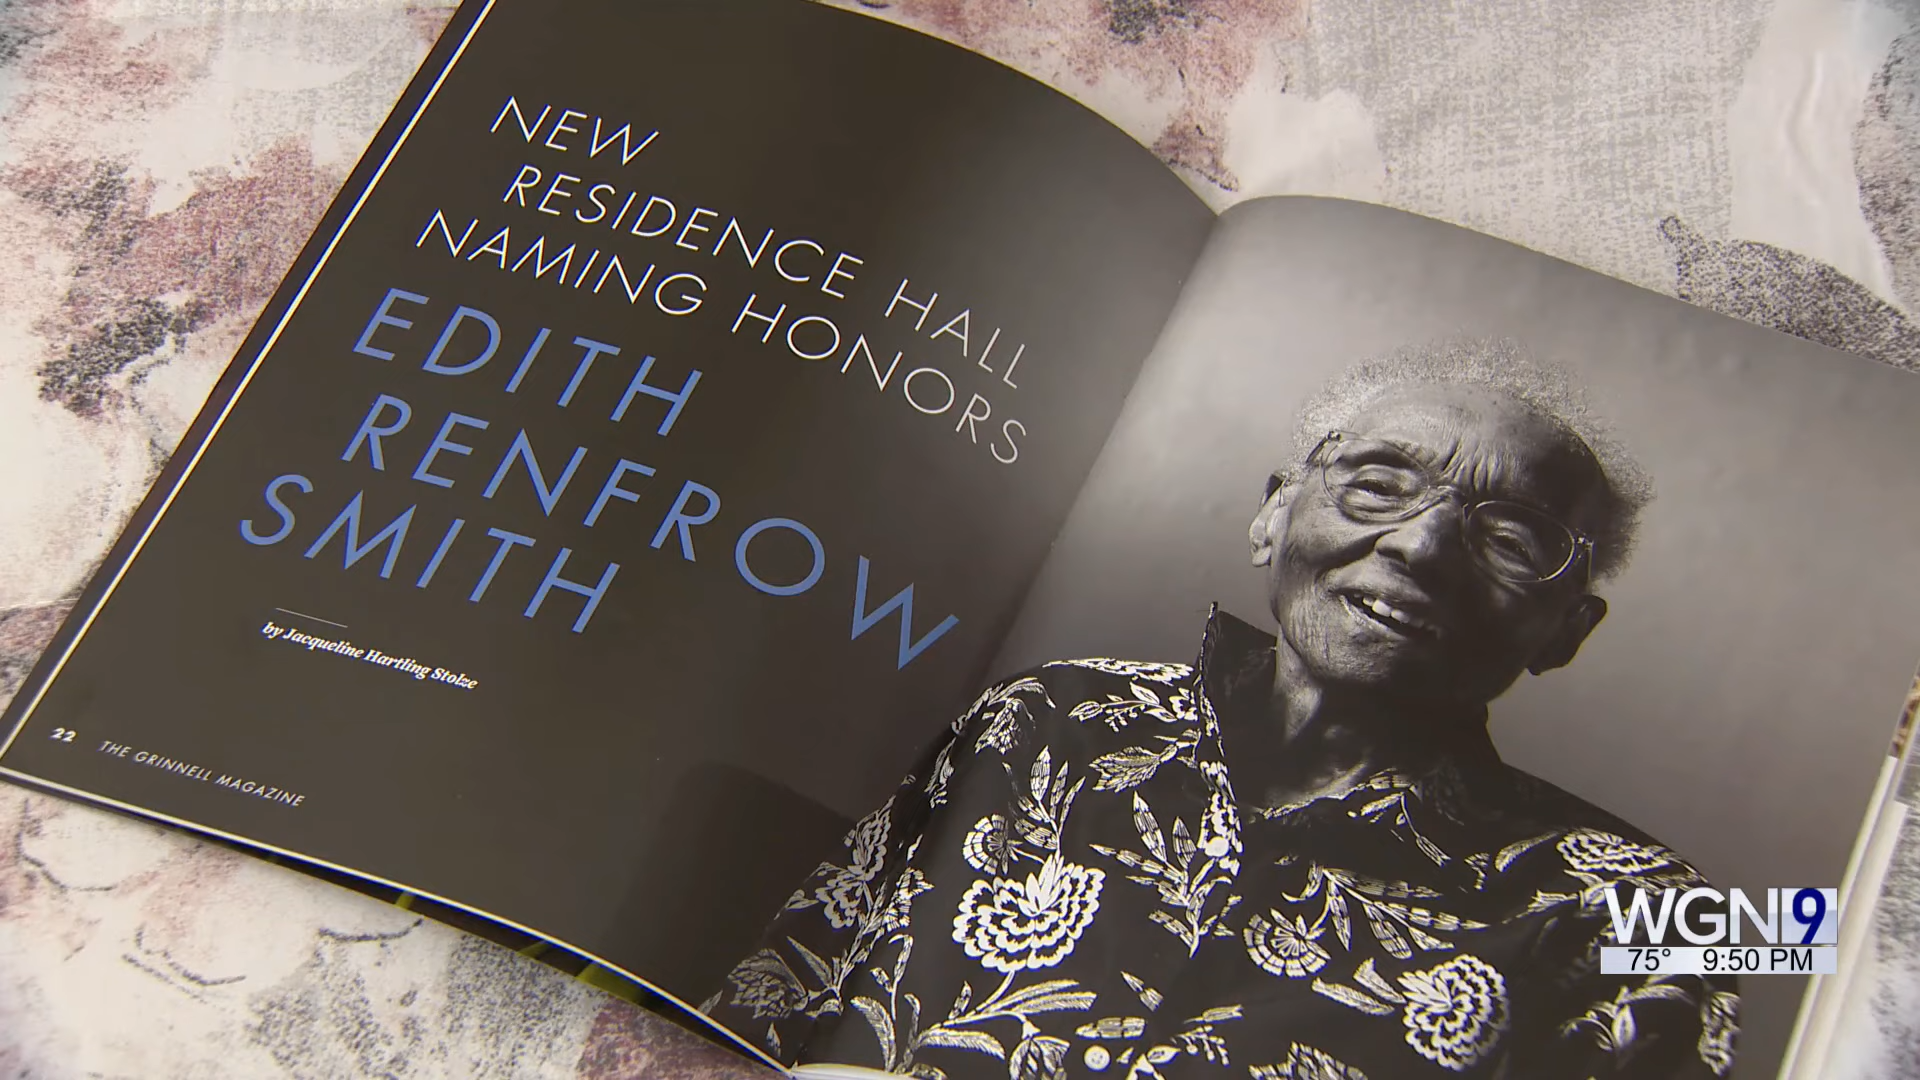 NEW
RESIDENCE HALL
NAMING HONORS
EDITH
RENFROW
SMITH
by Jacqueline Hartling Stolze
22 THE GRINNELL MAGAZINE
WGN9
75° 9:50 PM